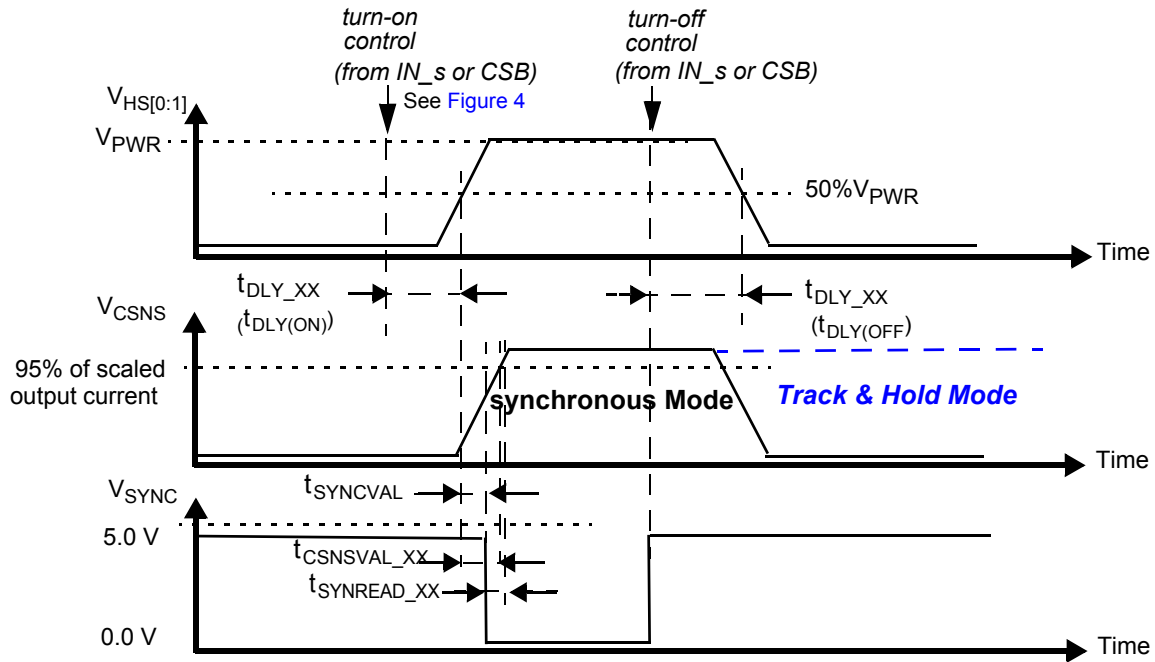 turn-on
control
(from IN_s or CSB)
See Figure 4
turn-off
control
(from IN_s or CSB)
VHS[0:1]
VPWR
50%VPWR
Time
tDLY_XX
(tDLY(ON))
tDLY_XX
(tDLY(OFF)
VCSNS
95% of scaled
output current
synchronous Mode
Track & Hold Mode
Time
tSYNCVAL
VSYNC
5.0 V
tCSNSVAL_XX
tSYNREAD_XX
0.0 V
Time